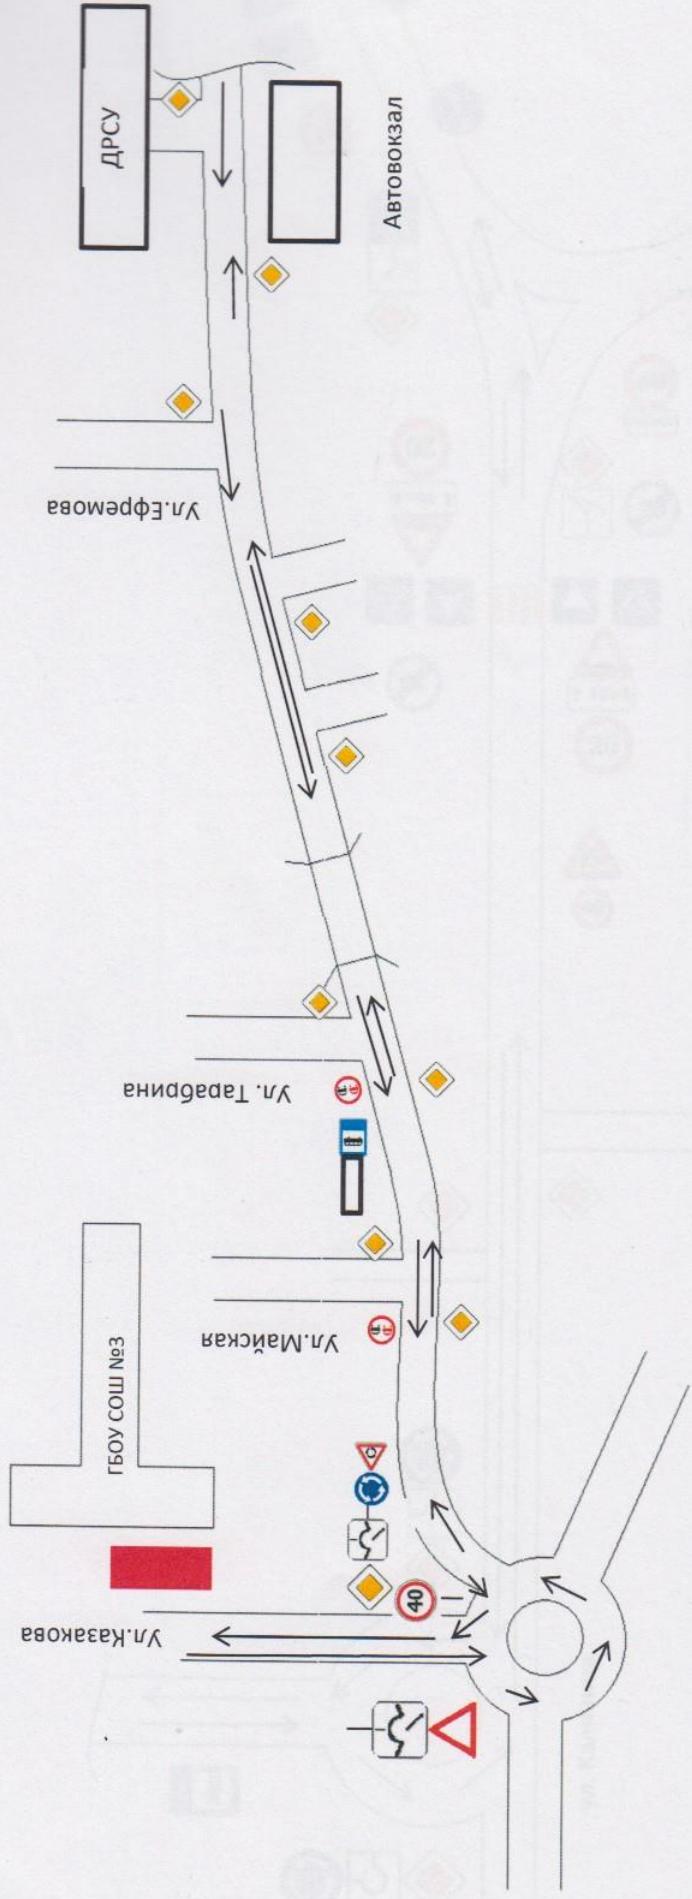 ДРСУ
Автовокзал
Ул.Ефремова
Ул. Тарабрина
Ул.Майская
ГБОУ СОШ №3
40
Ул.Казакова